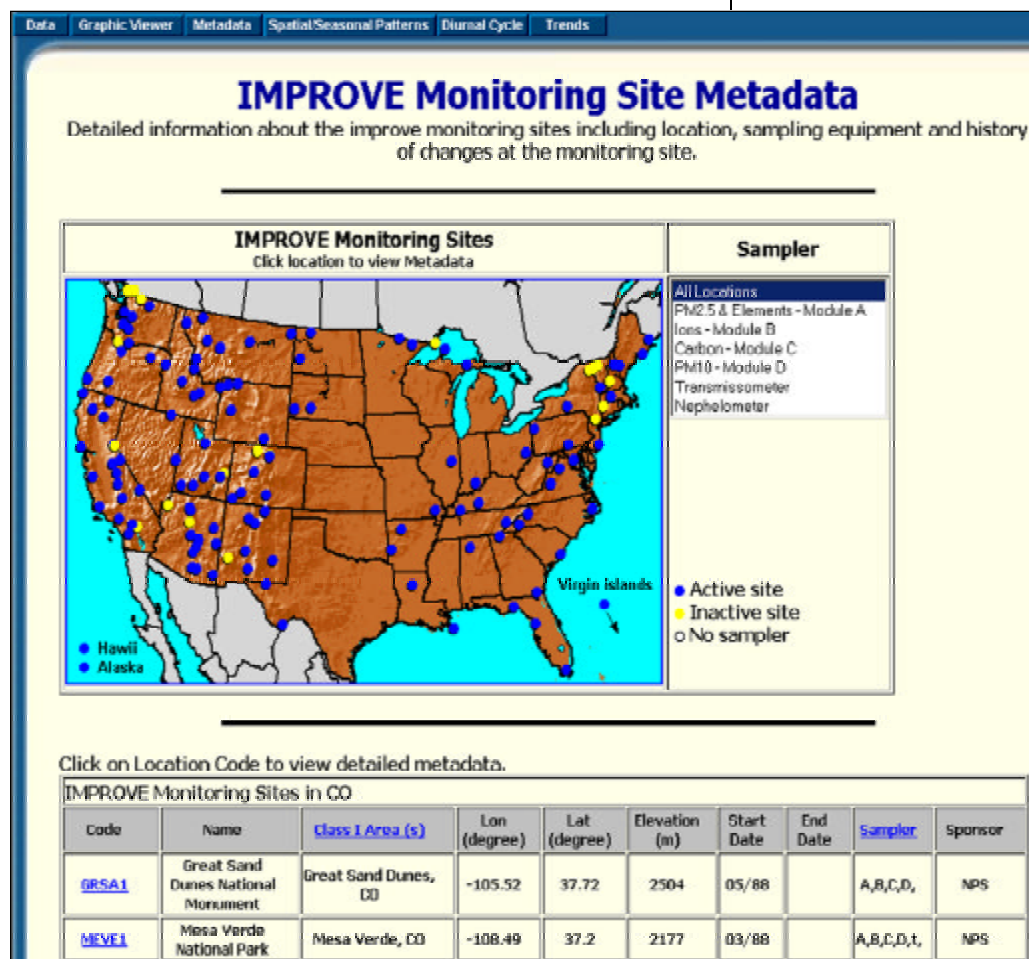 Data Graphic Viewer Metadata Spatial/Seasonal Patterns Diurnal Cycle Trends
IMPROVE Monitoring Site Metadata
Detailed information about the improve monitoring sites including location, sampling equipment and history
of changes at the monitoring site.
IMPROVE Monitoring Sites
Click location to view Metadata
Sampler
All Locations
PM2.5 & Elements - Module A
Ions - Module B
Carbon - Module C
PM10 - Module D
Transmissometer
Nephelometer
Virgin islands
Hawii
Alaska
Active site
Inactive site
No sampler
Click on Location Code to view detailed metadata.
IMPROVE Monitoring Sites in CO
Code Name Class I Area (s) Lon (degree) Lat (degree) Elevation (m) Start Date End Date Sampler Sponsor
GRSA1 Great Sand Dunes National Monument Great Sand Dunes, CO -105.52 37.72 2504 05/88 A,B,C,D, NPS
MEVE1 Mesa Verde National Park Mesa Verde, CO -108.49 37.2 2177 03/88 A,B,C,D,t, NPS